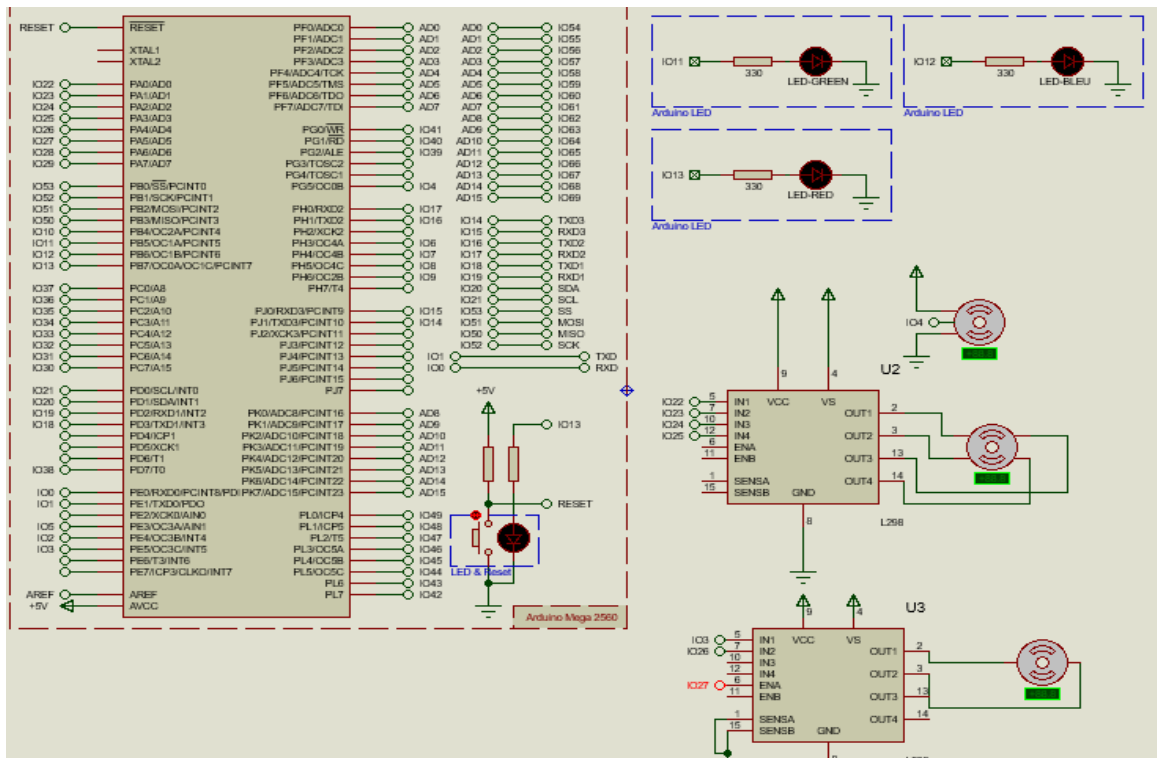 RESET
RESET
XTAL1
XTAL2
IO22 PA0/AD0
IO23 PA1/AD1
IO24 PA2/AD2
IO25 PA3/AD3
IO26 PA4/AD4
IO27 PA5/AD5
IO28 PA6/AD6
IO29 PA7/AD7
IO53 PB0/SS/PCINT0
IO52 PB1/SCK/PCINT1
IO51 PB2/MOSI/PCINT2
IO50 PB3/MISO/PCINT3
IO10 PB4/OC2A/PCINT4
IO11 PB5/OC1A/PCINT5
IO12 PB6/OC1B/PCINT6
IO13 PB7/OC0A/OC1C/PCINT7
IO37 PC0/A8
IO36 PC1/A9
IO35 PC2/A10
IO34 PC3/A11
IO33 PC4/A12
IO32 PC5/A13
IO31 PC6/A14
IO30 PC7/A15
IO21 PD0/SCL/INT0
IO20 PD1/SDA/INT1
IO19 PD2/RXD1/INT2
IO18 PD3/TXD1/INT3
PD4/ICP1
PD5/XCK1
PD6/T1
IO38 PD7/T0
IO0 PE0/RXD0/PCINT8/PDI
IO1 PE1/TXD0/PDO
PE2/XCK0/AIN0
IO5 PE3/OC3A/AIN1
IO2 PE4/OC3B/INT4
IO3 PE5/OC3C/INT5
PE6/T3/INT6
PE7/ICP3/CLKO/INT7
AREF AREF
+5V AVCC
PF0/ADC0 AD0
PF1/ADC1 AD1
PF2/ADC2 AD2
PF3/ADC3 AD3
PF4/ADC4/TCK AD4
PF5/ADC5/TMS AD5
PF6/ADC6/TDO AD6
PF7/ADC7/TDI AD7
PG0/WR IO41
PG1/RD IO40
PG2/ALE IO39
PG3/TOSC2
PG4/TOSC1
PG5/OC0B IO4
PH0/RXD2 IO17
PH1/TXD2 IO16
PH2/XCK2
PH3/OC4A IO6
PH4/OC4B IO7
PH5/OC4C IO8
PH6/OC2B IO9
PH7/T4
PJ0/RXD3/PCINT9 IO15
PJ1/TXD3/PCINT10 IO14
PJ2/XCK3/PCINT11
PJ3/PCINT12
PJ4/PCINT13
PJ5/PCINT14
PJ6/PCINT15
PJ7
PK0/ADC8/PCINT16 AD8
PK1/ADC9/PCINT17 AD9
PK2/ADC10/PCINT18 AD10
PK3/ADC11/PCINT19 AD11
PK4/ADC12/PCINT20 AD12
PK5/ADC13/PCINT21 AD13
PK6/ADC14/PCINT22 AD14
PK7/ADC15/PCINT23 AD15
PL0/ICP4 IO49
PL1/ICP5 IO48
PL2/T5 IO47
PL3/OC5A IO46
PL4/OC5B IO45
PL5/OC5C IO44
PL6 IO43
PL7 IO42
AD0 IO54
AD1 IO55
AD2 IO56
AD3 IO57
AD4 IO58
AD5 IO59
AD6 IO60
AD7 IO61
AD8 IO62
AD9 IO63
AD10 IO64
AD11 IO65
AD12 IO66
AD13 IO67
AD14 IO68
AD15 IO69
IO14 TXD3
IO15 RXD3
IO16 TXD2
IO17 RXD2
IO18 TXD1
IO19 RXD1
IO20 SDA
IO21 SCL
IO53 SS
IO51 MOSI
IO50 MISO
IO52 SCK
IO1 TXD
IO0 RXD
+5V
IO13
RESET
LED & Reset
Arduino Mega 2560
IO11
330
LED-GREEN
Arduino LED
IO12
330
LED-BLEU
Arduino LED
IO13
330
LED-RED
Arduino LED
IO4
U2
9 4
IO22 5 IN1 VCC VS
IO23 7 IN2 OUT1 2
IO24 10 IN3
IO25 12 IN4 OUT2 3
6 ENA
11 ENB OUT3 13
1 SENSA OUT4 14
15 SENSB GND
8
L298
U3
9 4
IO3 5 IN1 VCC VS
IO26 7 IN2 OUT1 2
10 IN3
12 IN4 OUT2 3
IO27 6 ENA
11 ENB OUT3 13
1 SENSA OUT4 14
15 SENSB GND